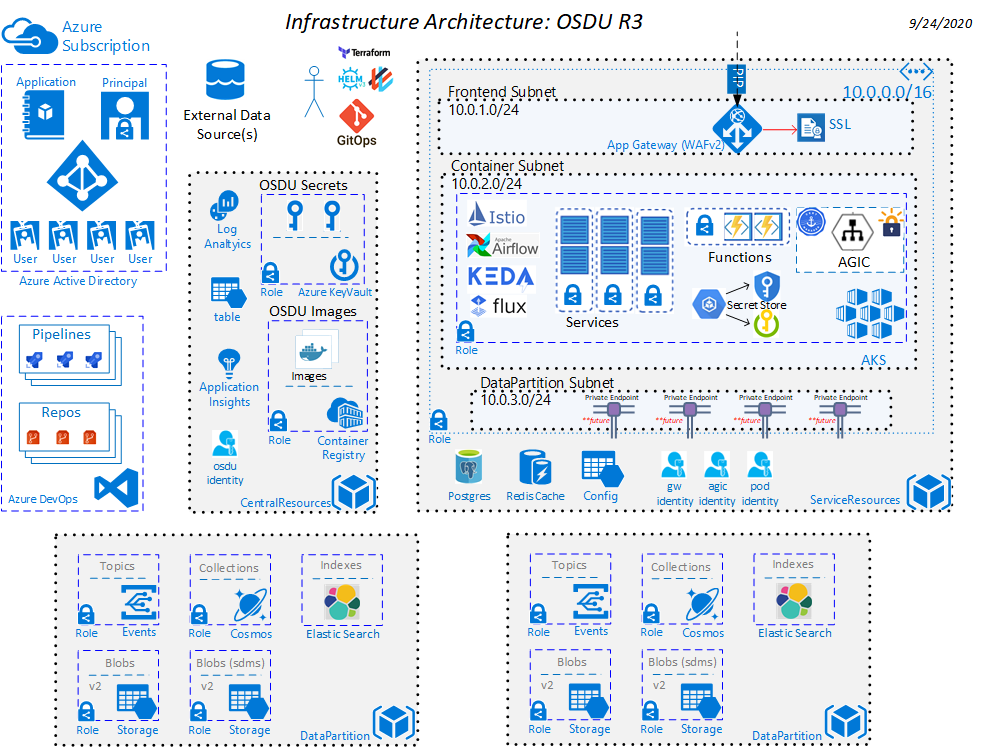 Infrastructure Architecture: OSDU R3
9/24/2020
Azure
Subscription
Application
Principal
User
User
User
User
Azure Active Directory
External Data
Source(s)
Terraform
HELM
GitOps
Pipelines
Repos
Azure DevOps
Log
Analtyics
table
Application
Insights
osdu
identity
OSDU Secrets
Role
Azure KeyVault
OSDU Images
Images
Role
Container
Registry
CentralResources
PIP
10.0.0.0/16
Frontend Subnet
10.0.1.0/24
App Gateway (WAFv2)
SSL
Container Subnet
10.0.2.0/24
Istio
Apache
Airflow
KEDA
flux
Role
Services
Functions
Secret Store
AGIC
AKS
DataPartition Subnet
10.0.3.0/24
Private Endpoint
Private Endpoint
Private Endpoint
Private Endpoint
**future
**future
**future
**future
Role
Postgres
Redis Cache
Config
gw
identity
agic
identity
pod
identity
ServiceResources
Topics
Role
Events
Collections
Role
Cosmos
Indexes
Elastic Search
Blobs
v2
Role
Storage
Blobs (sdms)
v2
Role
Storage
DataPartition
Topics
Role
Events
Collections
Role
Cosmos
Indexes
Elastic Search
Blobs
v2
Role
Storage
Blobs (sdms)
v2
Role
Storage
DataPartition